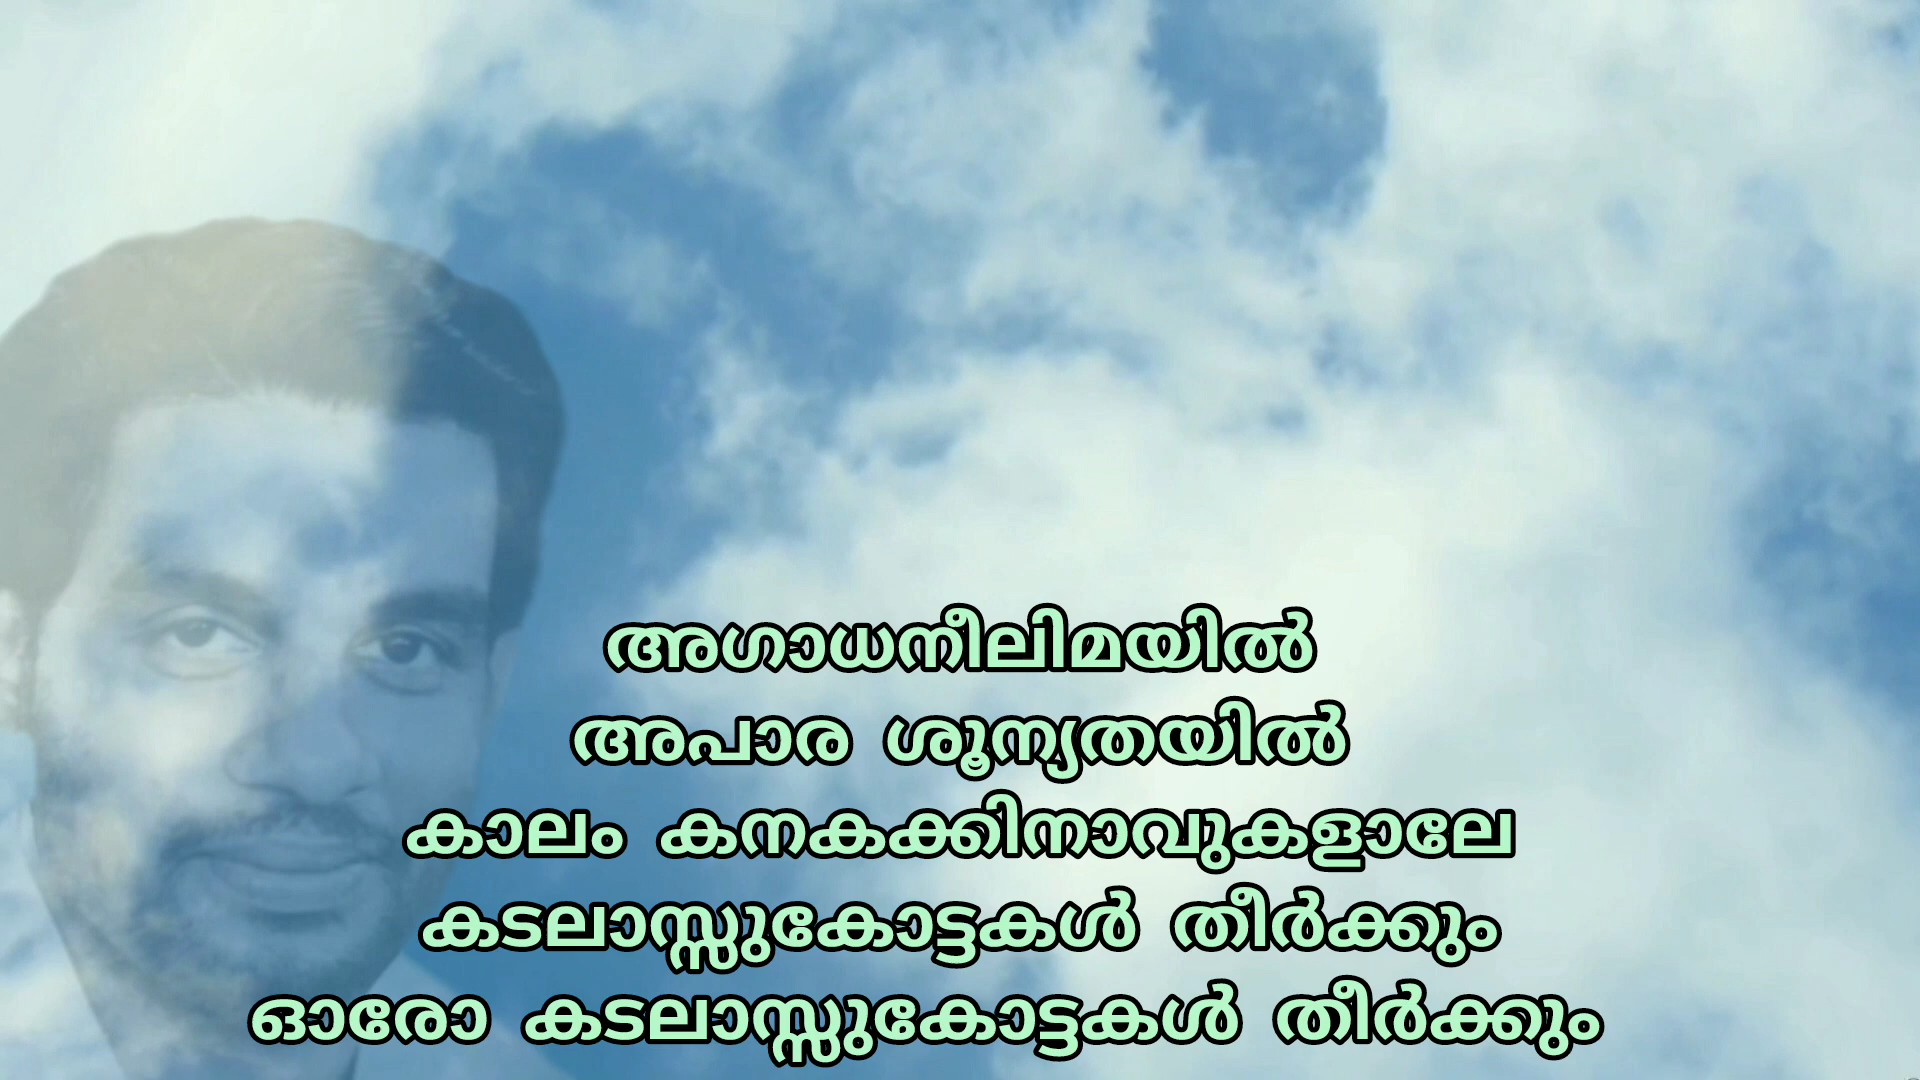 അഗാധനീലിമയിൽ
അപാര ശൂന്യതയിൽ
കാലം കനകക്കിനാവുകളാലേ
കടലാസ്സുകോട്ടകൾ തീർക്കും
ഓരോ കടലാസ്സുകോട്ടകൾ തീർക്കും